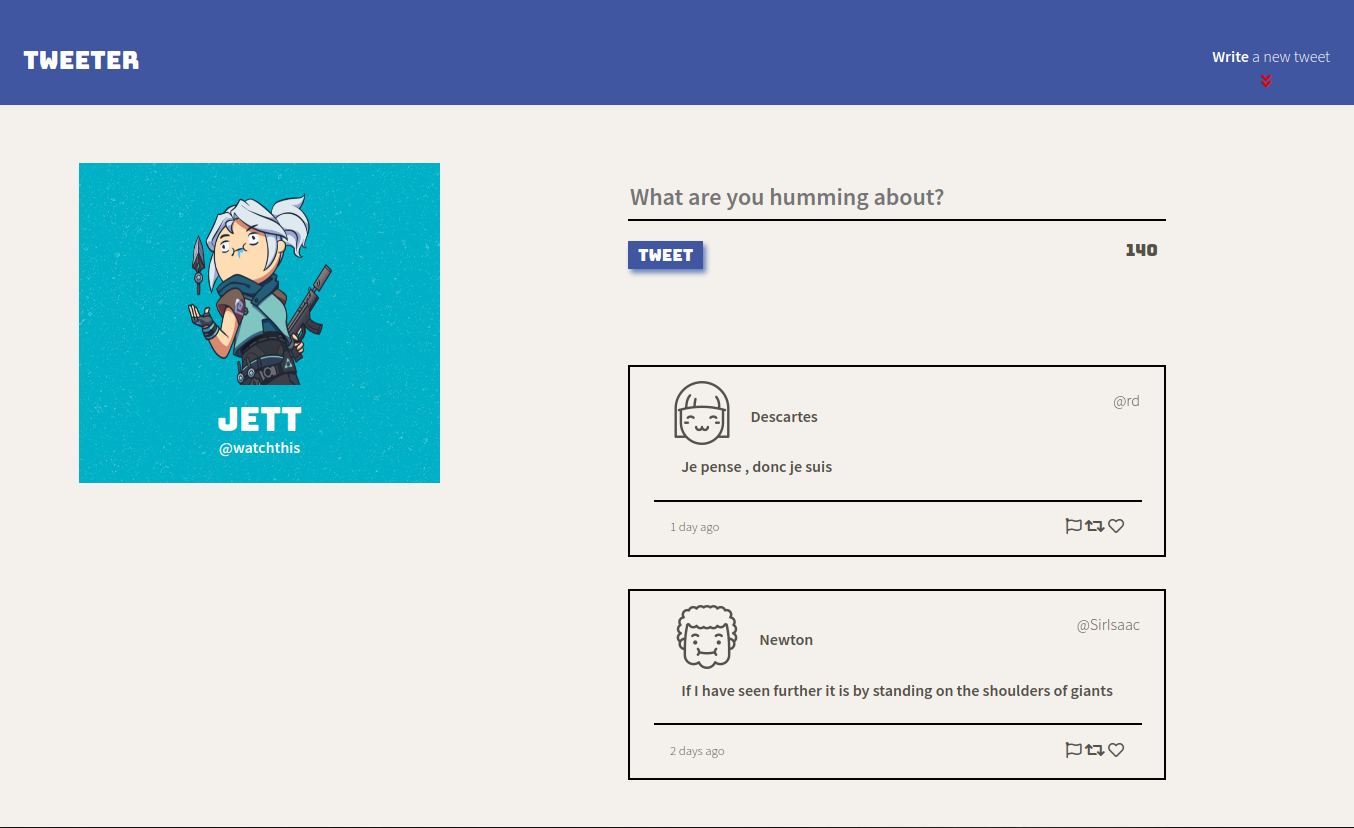 TWEETER
Write a new tweet
JETT
@watchthis
What are you humming about?
TWEET
140
Descartes
@rd
Je pense , donc je suis
1 day ago
Newton
@SirIsaac
If I have seen further it is by standing on the shoulders of giants
2 days ago